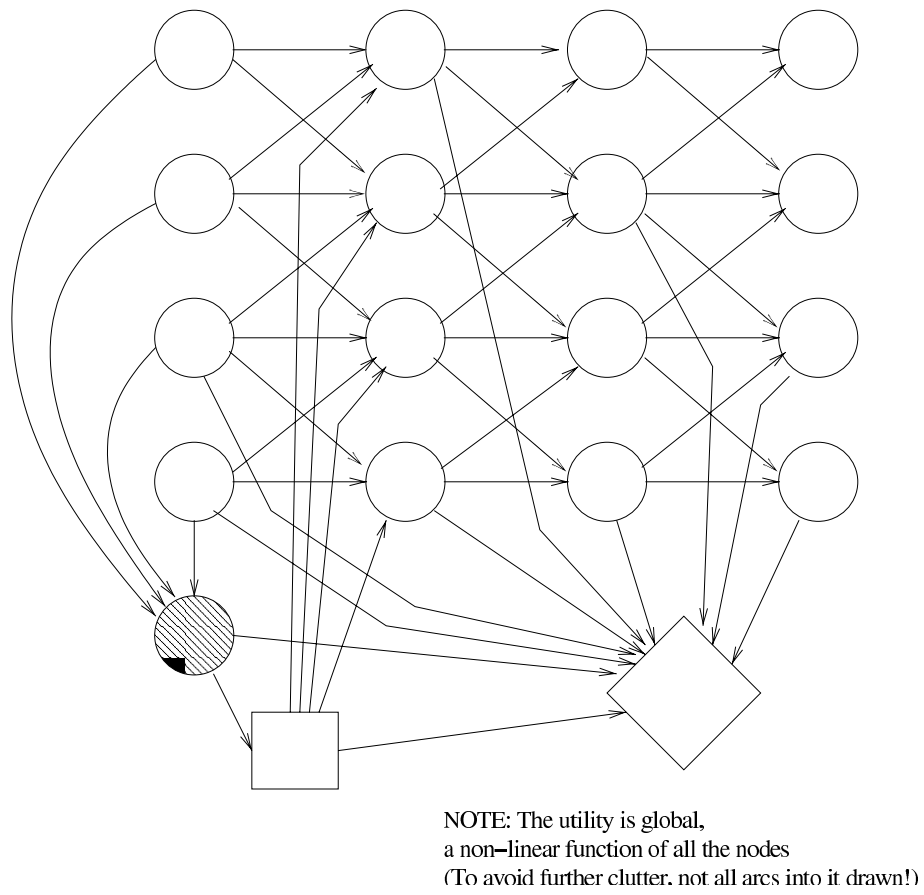 NOTE: The utility is global,
a non−linear function of all the nodes
(To avoid further clutter, not all arcs into it drawn!)